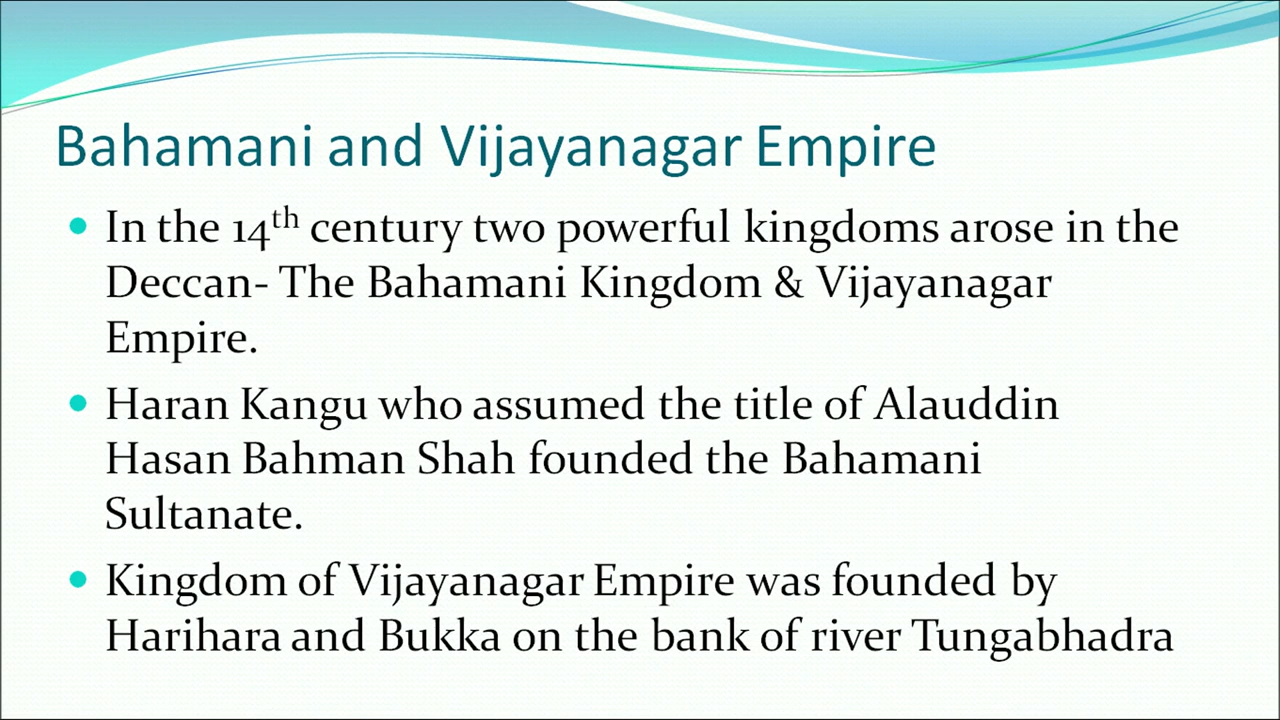 Bahamani and Vijayanagar Empire
In the 14th century two powerful kingdoms arose in the
Deccan- The Bahamani Kingdom & Vijayanagar
Empire.
Haran Kangu who assumed the title of Alauddin
Hasan Bahman Shah founded the Bahamani
Sultanate.
Kingdom of Vijayanagar Empire was founded by
Harihara and Bukka on the bank of river Tungabhadra